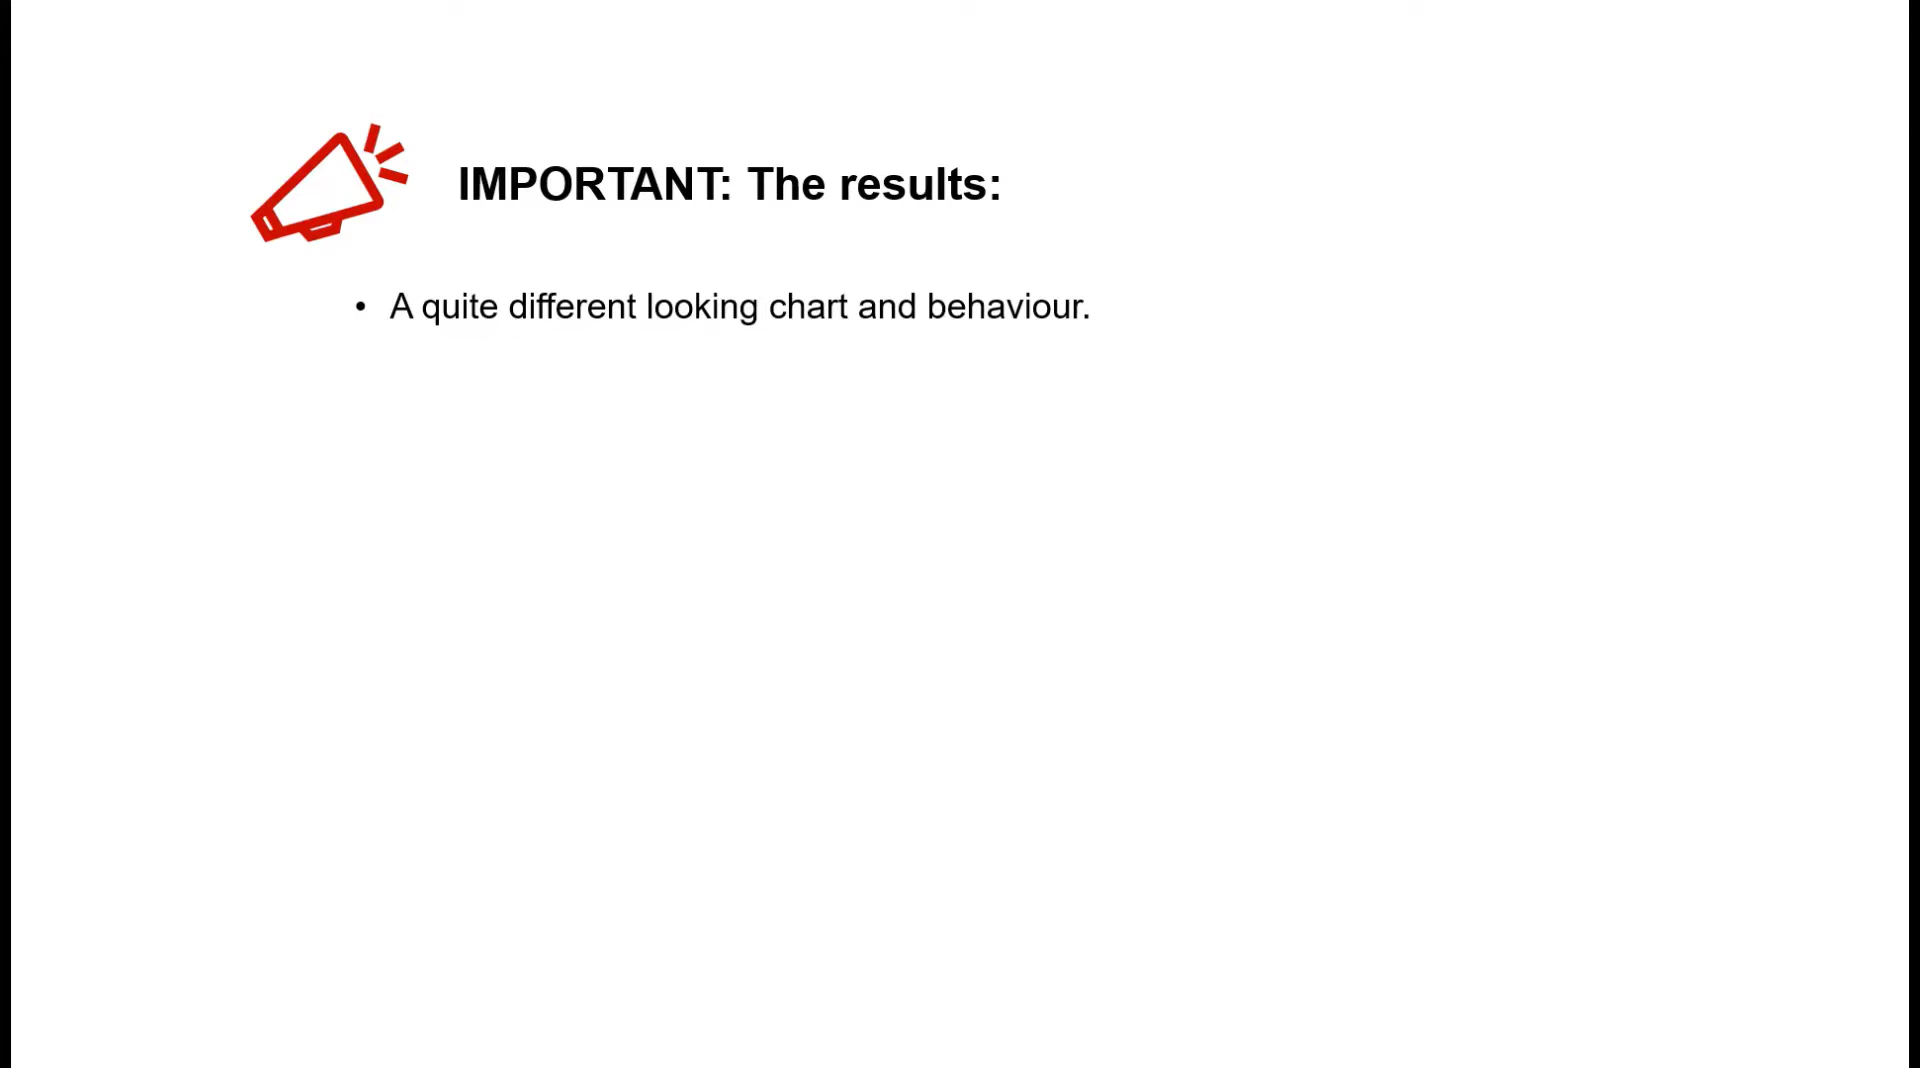 IMPORTANT: The results:
• A quite different looking chart and behaviour.